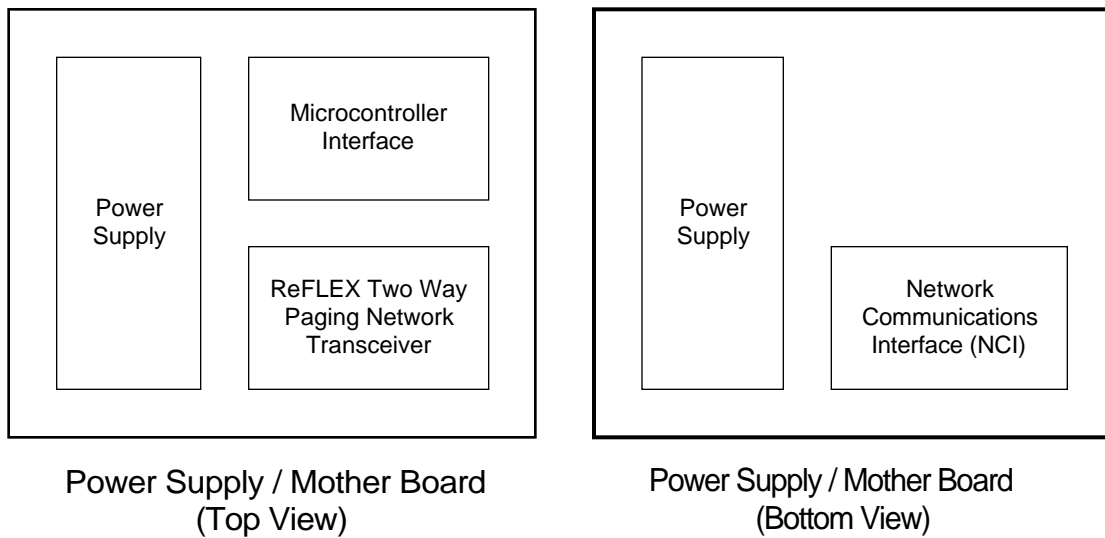 Power
Supply
Microcontroller
Interface
ReFLEX Two Way
Paging Network
Transceiver
Power Supply / Mother Board
(Top View)
Power
Supply
Network
Communications
Interface (NCI)
Power Supply / Mother Board
(Bottom View)